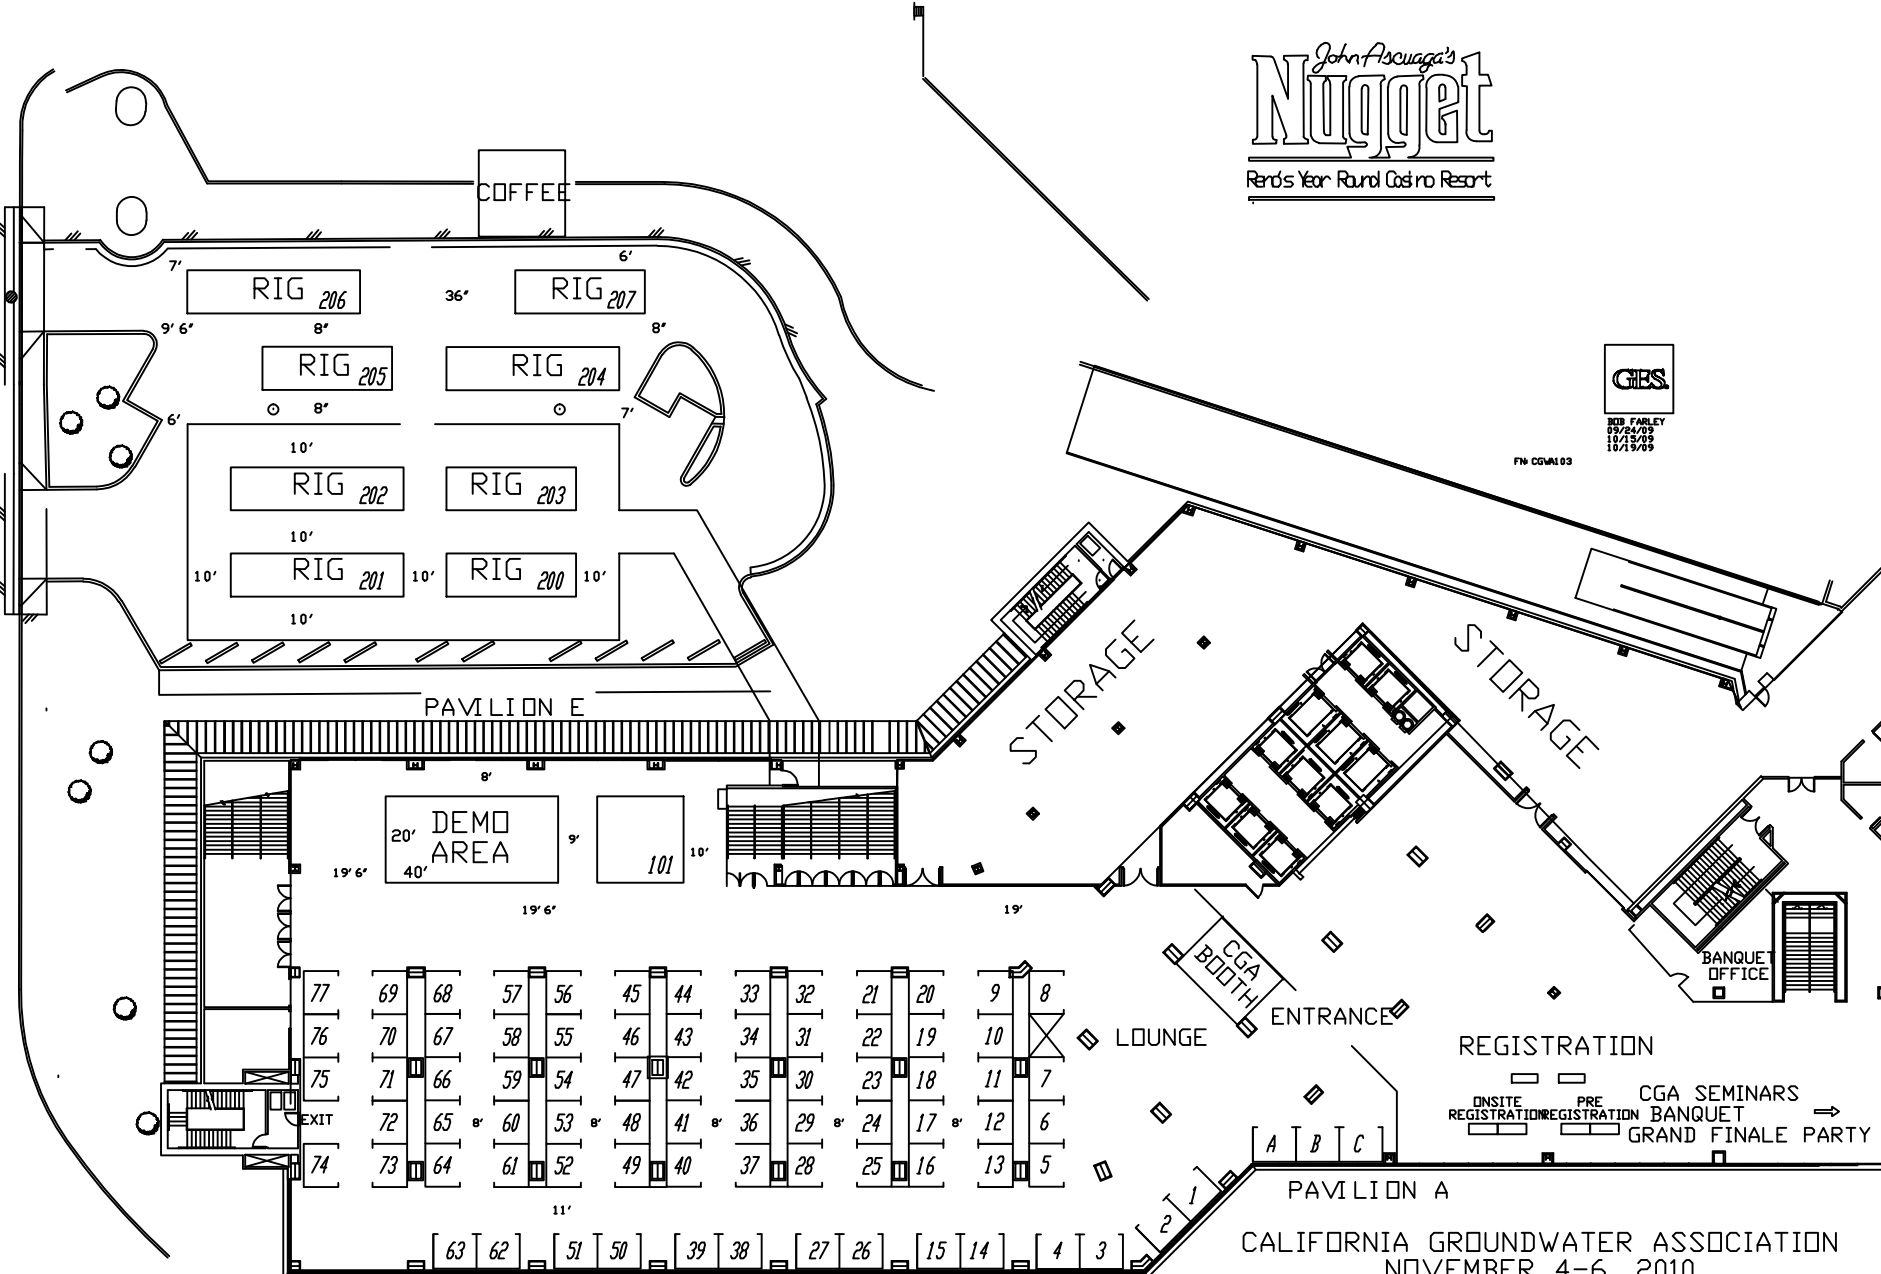 John Ascuaga's
Nugget
Reno's Year Round Casino Resort
COFFEE
7'
6'
RIG 206
36"
RIG 207
9'6"
8"
8"
RIG 205
RIG 204
8"
6'
7'
GES.
BOB FARLEY
09/24/09
10/15/09
10/19/09
FN: CGWA103
10'
RIG 202
RIG 203
10'
10'
RIG 201
10'
RIG 200
10'
10'
STORAGE
STORAGE
PAVILION E
8'
20'
DEMO
AREA
40'
9'
101
10'
19'6"
19'6"
19'
CGA
BOOTH
BANQUET
OFFICE
77 69 68 57 56 45 44 33 32 21 20 9 8
76 70 67 58 55 46 43 34 31 22 19 10
75 71 66 59 54 47 42 35 30 23 18 11 7
72 65 8' 60 53 8' 48 41 8' 36 29 8' 24 17 8' 12 6
74 73 64 61 52 49 40 37 28 25 16 13 5
EXIT
LOUNGE
ENTRANCE
REGISTRATION
ONSITE
REGISTRATION
PRE
REGISTRATION
CGA SEMINARS
BANQUET
GRAND FINALE PARTY
A B C
1
2
11'
63 62 51 50 39 38 27 26 15 14 4 3
PAVILION A
CALIFORNIA GROUNDWATER ASSOCIATION
NOVEMBER 4-6, 2010